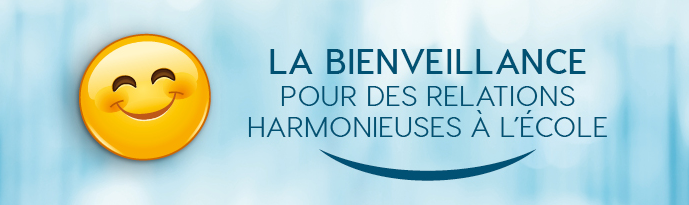 LA BIENVEILLANCE
POUR DES RELATIONS
HARMONIEUSES À L'ÉCOLE